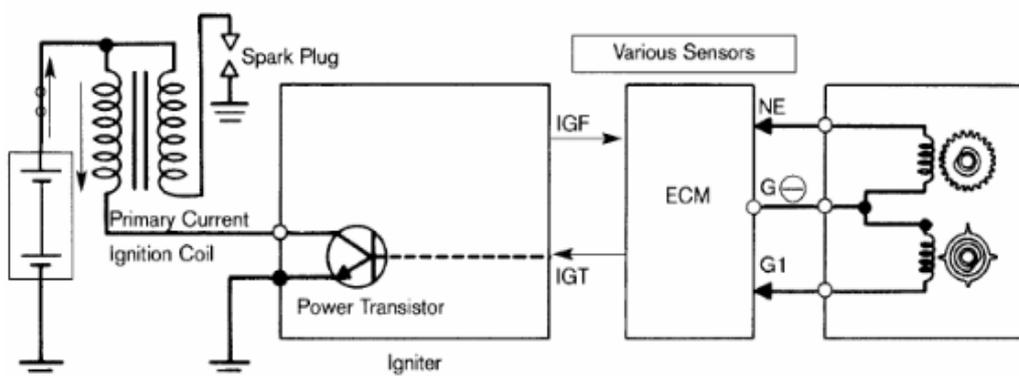 Spark Plug
Various Sensors
IGF
NE
ECM
G ⊖
Primary Current
Ignition Coil
IGT
G1
Power Transistor
Igniter